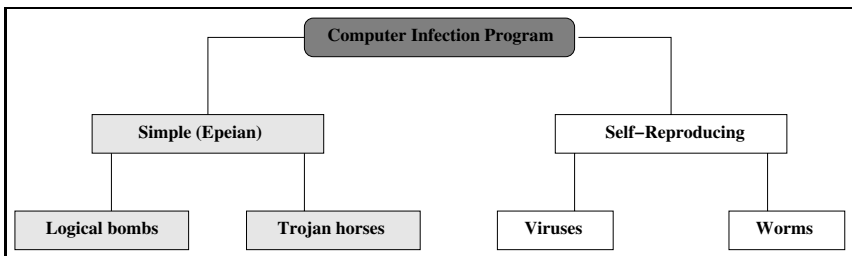 Computer Infection Program
Simple (Epeian)
Self−Reproducing
Logical bombs
Trojan horses
Viruses
Worms